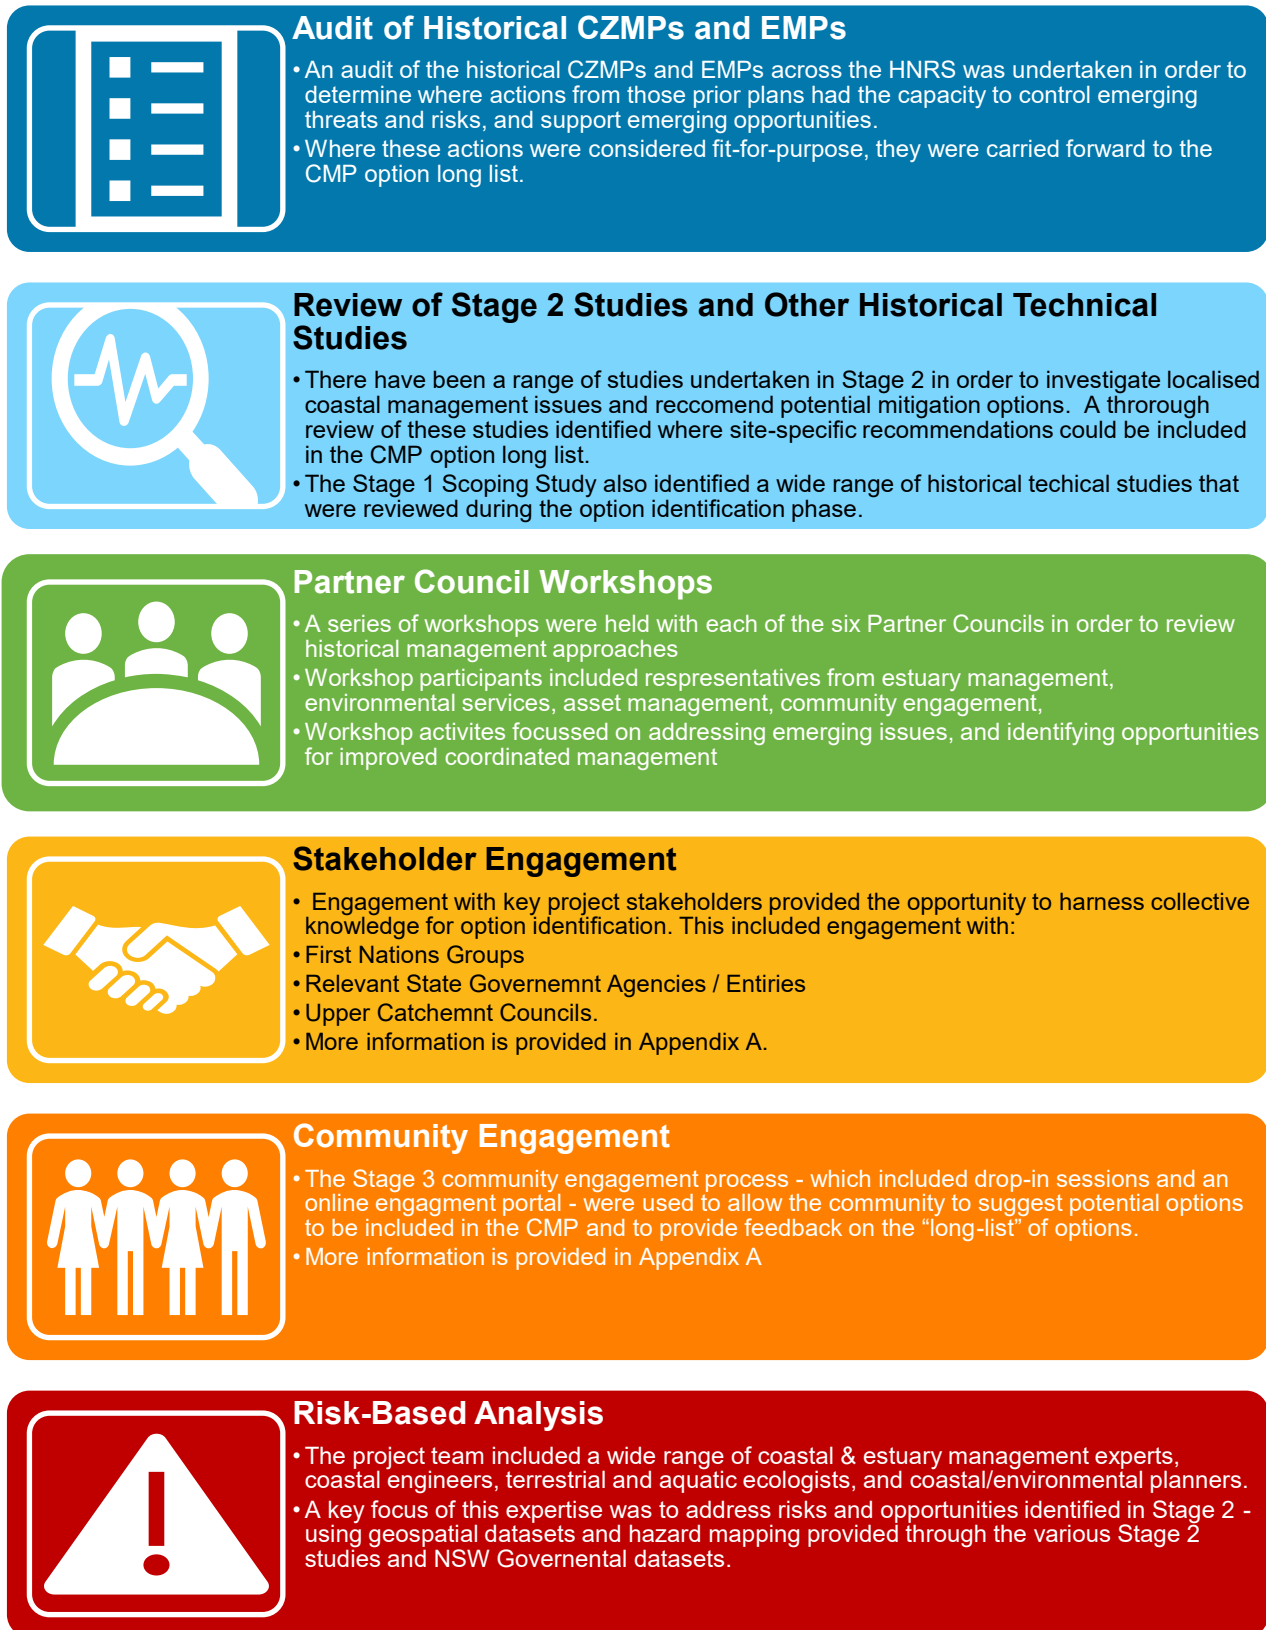 Audit of Historical CZMPs and EMPs
• An audit of the historical CZMPs and EMPs across the HNRS was undertaken in order to
determine where actions from those prior plans had the capacity to control emerging
threats and risks, and support emerging opportunities.
• Where these actions were considered fit-for-purpose, they were carried forward to the
CMP option long list.
Review of Stage 2 Studies and Other Historical Technical
Studies
• There have been a range of studies undertaken in Stage 2 in order to investigate localised
coastal management issues and reccomend potential mitigation options.  A throrough
review of these studies identified where site-specific recommendations could be included
in the CMP option long list.
• The Stage 1 Scoping Study also identified a wide range of historical techical studies that
were reviewed during the option identification phase.
Partner Council Workshops
• A series of workshops were held with each of the six Partner Councils in order to review
historical management approaches
• Workshop participants included respresentatives from estuary management,
environmental services, asset management, community engagement,
• Workshop activites focussed on addressing emerging issues, and identifying opportunities
for improved coordinated management
Stakeholder Engagement
• Engagement with key project stakeholders provided the opportunity to harness collective
knowledge for option identification. This included engagement with:
• First Nations Groups
• Relevant State Governemnt Agencies / Entiries
• Upper Catchemnt Councils.
• More information is provided in Appendix A.
Community Engagement
• The Stage 3 community engagement process - which included drop-in sessions and an
online engagment portal - were used to allow the community to suggest potential options
to be included in the CMP and to provide feedback on the “long-list” of options.
• More information is provided in Appendix A
Risk-Based Analysis
• The project team included a wide range of coastal & estuary management experts,
coastal engineers, terrestrial and aquatic ecologists, and coastal/environmental planners.
• A key focus of this expertise was to address risks and opportunities identified in Stage 2 -
using geospatial datasets and hazard mapping provided through the various Stage 2
studies and NSW Governental datasets.